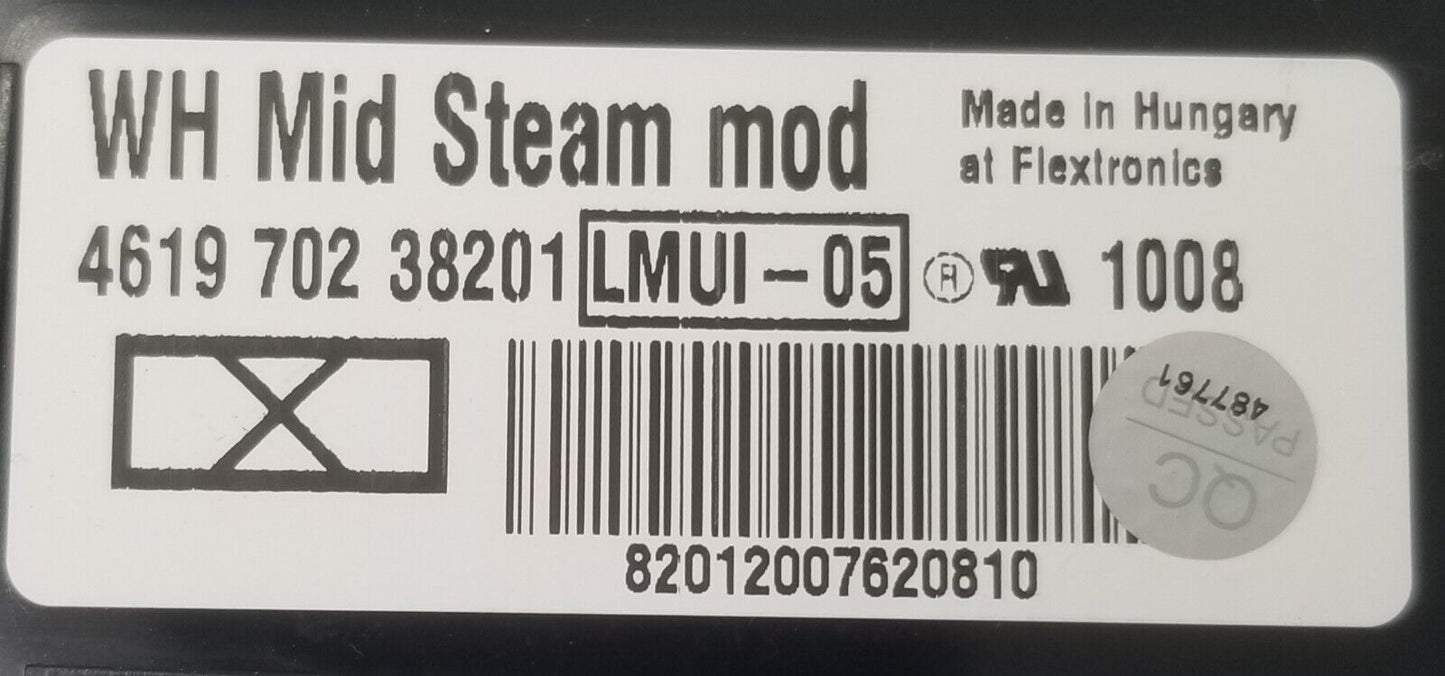 WH Mid Steam mod
Made in Hungary
at Flextronics
4619 702 38201 LMUI-05 1008
82012007620810
487761
PASSED
QC